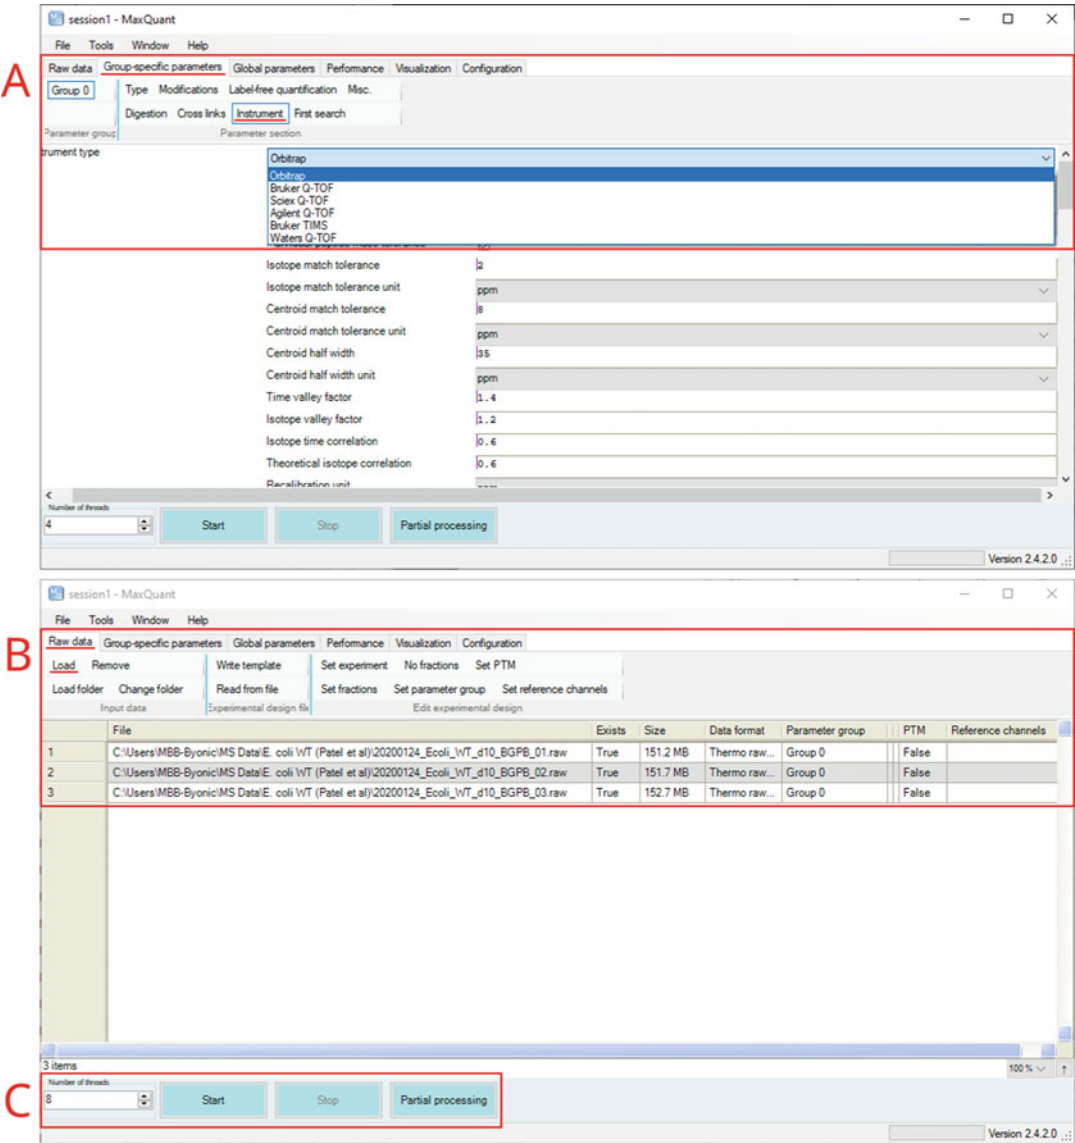 session1 - MaxQuant
File Tools Window Help
A
Raw data Group-specific parameters Global parameters Performance Visualization Configuration
Group 0 Type Modifications Label-free quantification Misc.
Digestion Cross links Instrument First search
Parameter group Parameter section
trument type Orbitrap
Orbitrap
Bruker Q-TOF
Sciex Q-TOF
Agilent Q-TOF
Bruker TIMS
Waters Q-TOF
Isotope match tolerance 2
Isotope match tolerance unit ppm
Centroid match tolerance 8
Centroid match tolerance unit ppm
Centroid half width 35
Centroid half width unit ppm
Time valley factor 1.4
Isotope valley factor 1.2
Isotope time correlation 0.6
Theoretical isotope correlation 0.6
Recalibration unit ppm
Number of threads
4 Start Stop Partial processing
Version 2.4.2.0
session1 - MaxQuant
File Tools Window Help
B
Raw data Group-specific parameters Global parameters Performance Visualization Configuration
Load Remove Write template Set experiment No fractions Set PTM
Load folder Change folder Read from file Set fractions Set parameter group Set reference channels
Input data Experimental design file Edit experimental design
File Exists Size Data format Parameter group PTM Reference channels
1 C:\Users\MBB-Byonic\MS Data\E. coli WT (Patel et al)\20200124_Ecoli_WT_d10_BGPB_01.raw True 151.2 MB Thermo raw... Group 0 False
2 C:\Users\MBB-Byonic\MS Data\E. coli WT (Patel et al)\20200124_Ecoli_WT_d10_BGPB_02.raw True 151.7 MB Thermo raw... Group 0 False
3 C:\Users\MBB-Byonic\MS Data\E. coli WT (Patel et al)\20200124_Ecoli_WT_d10_BGPB_03.raw True 152.7 MB Thermo raw... Group 0 False
3 items 100 %
C
Number of threads
8 Start Stop Partial processing
Version 2.4.2.0